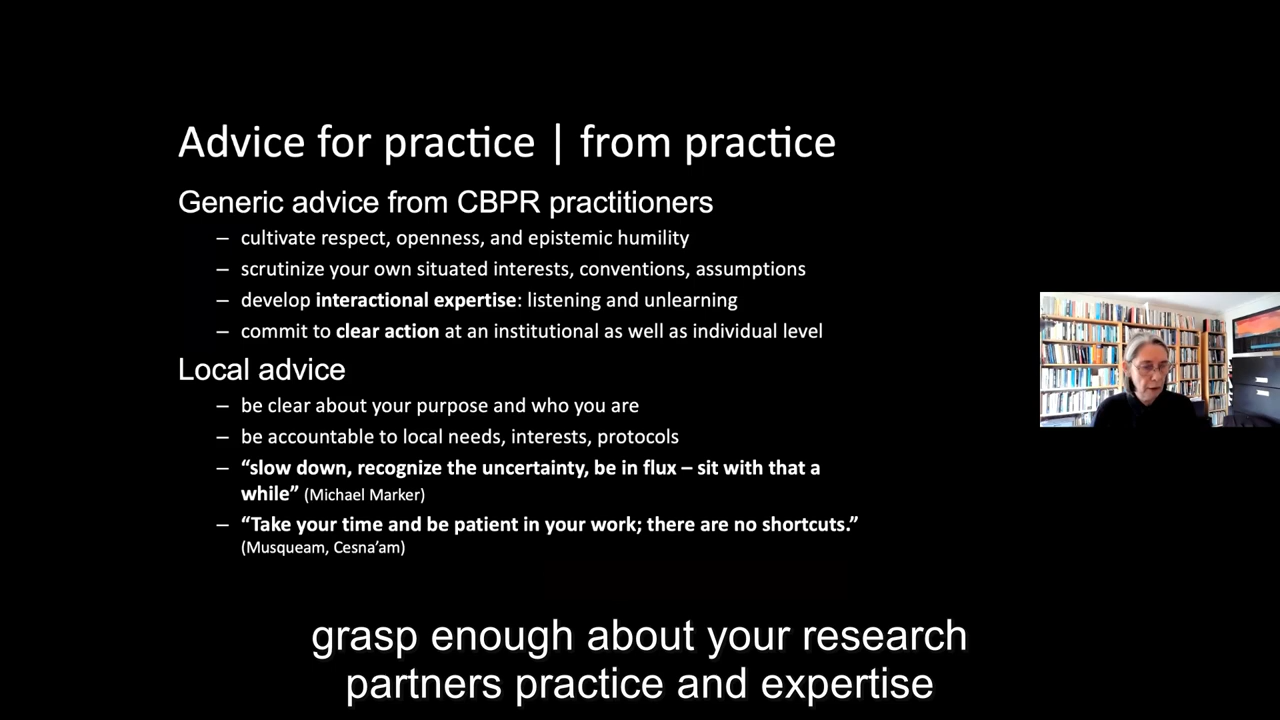 Advice for practice | from practice
Generic advice from CBPR practitioners
– cultivate respect, openness, and epistemic humility
– scrutinize your own situated interests, conventions, assumptions
– develop interactional expertise: listening and unlearning
– commit to clear action at an institutional as well as individual level
Local advice
– be clear about your purpose and who you are
– be accountable to local needs, interests, protocols
– “slow down, recognize the uncertainty, be in flux – sit with that a
while” (Michael Marker)
– “Take your time and be patient in your work; there are no shortcuts.”
(Musqueam, Cesna’am)
grasp enough about your research
partners practice and expertise